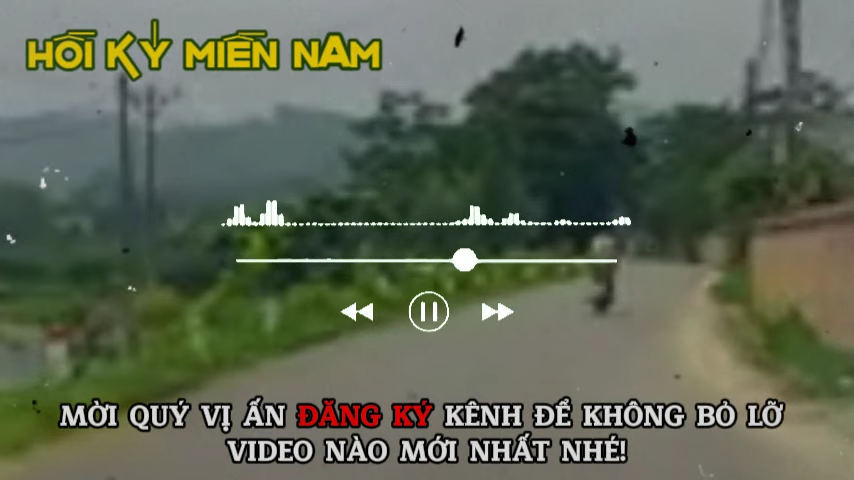 HỒI KÝ MIỀN NAM
MỜI QUÝ VỊ ẤN ĐĂNG KÝ KÊNH ĐỂ KHÔNG BỎ LỠ
VIDEO NÀO MỚI NHẤT NHÉ!